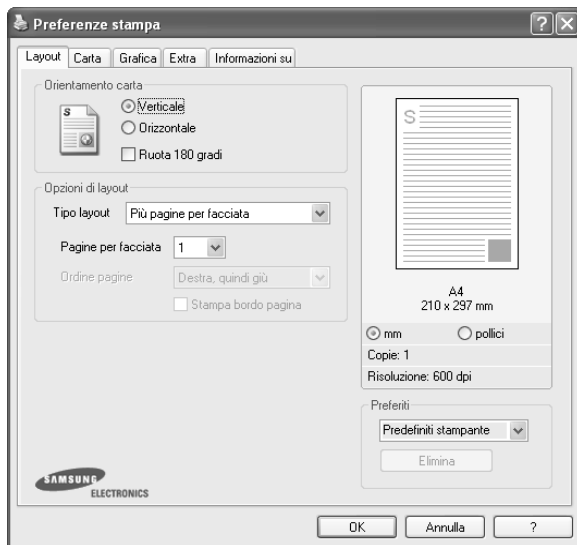 Preferenze stampa
? X
Layout Carta Grafica Extra Informazioni su
Orientamento carta
S
Verticale
Orizzontale
Ruota 180 gradi
Opzioni di layout
Tipo layout Più pagine per facciata
Pagine per facciata 1
Ordine pagine Destra, quindi giù
Stampa bordo pagina
S
A4
210 x 297 mm
mm pollici
Copie: 1
Risoluzione: 600 dpi
Preferiti
Predefiniti stampante
Elimina
SAMSUNG
ELECTRONICS
OK Annulla ?